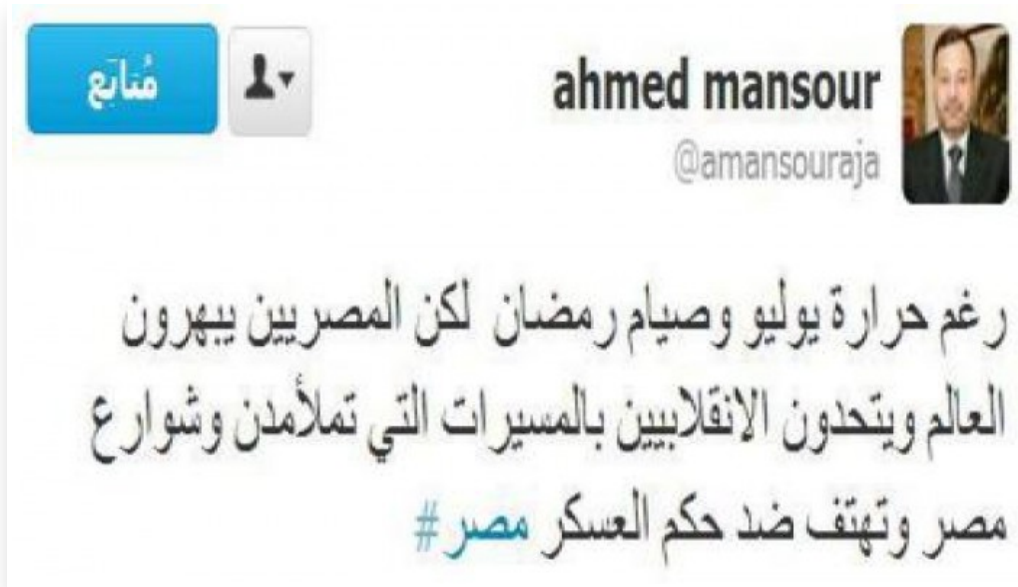 مُتابَع
ahmed mansour
@amansouraja
رغم حرارة يوليو وصيام رمضان لكن المصريين يبهرون
العالم ويتحدون الانقلابيين بالمسيرات التي تملأمدن وشوارع
مصر وتهتف ضد حكم العسكر مصر#